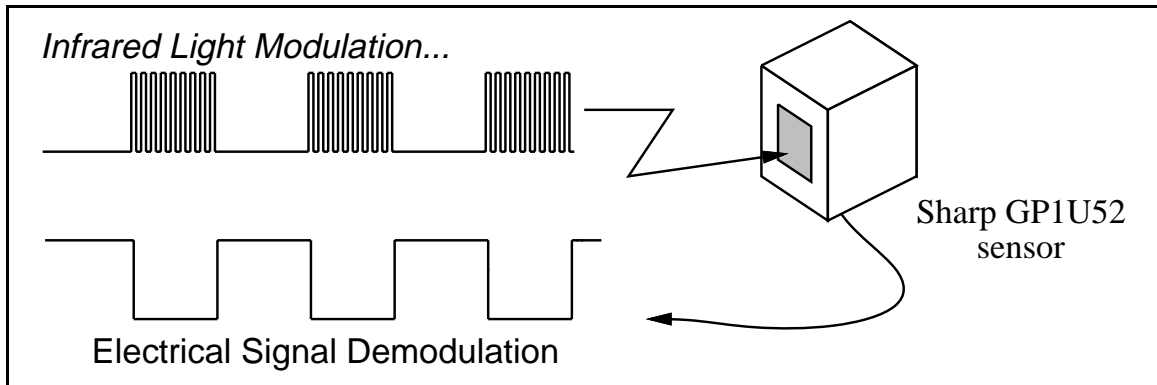 Infrared Light Modulation...
Sharp GP1U52
sensor
Electrical Signal Demodulation